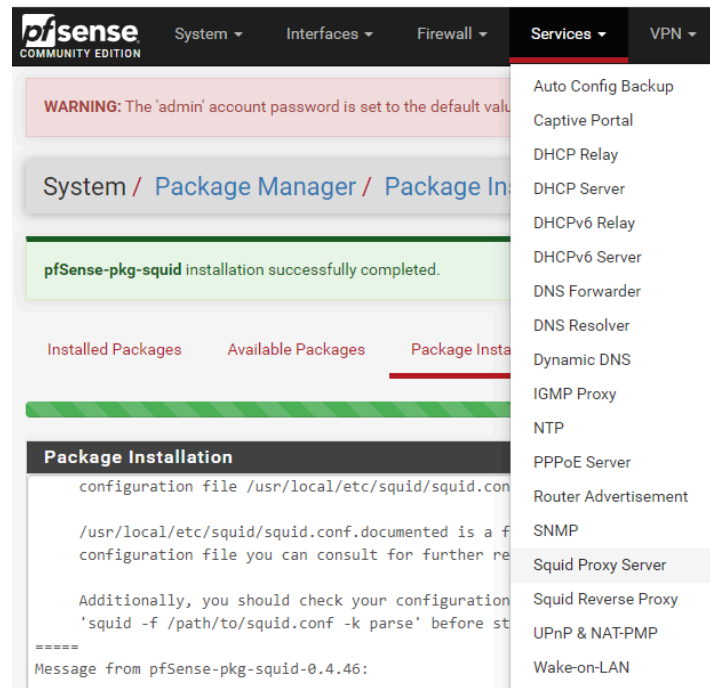 pfsense COMMUNITY EDITION System Interfaces Firewall Services VPN
WARNING: The 'admin' account password is set to the default valu
System / Package Manager / Package In
pfSense-pkg-squid installation successfully completed.
Installed Packages Available Packages Package Insta
Package Installation
configuration file /usr/local/etc/squid/squid.con
/usr/local/etc/squid/squid.conf.documented is a f
configuration file you can consult for further re
Additionally, you should check your configuration
'squid -f /path/to/squid.conf -k parse' before st
=====
Message from pfSense-pkg-squid-0.4.46:
Auto Config Backup
Captive Portal
DHCP Relay
DHCP Server
DHCPv6 Relay
DHCPv6 Server
DNS Forwarder
DNS Resolver
Dynamic DNS
IGMP Proxy
NTP
PPPoE Server
Router Advertisement
SNMP
Squid Proxy Server
Squid Reverse Proxy
UPnP & NAT-PMP
Wake-on-LAN